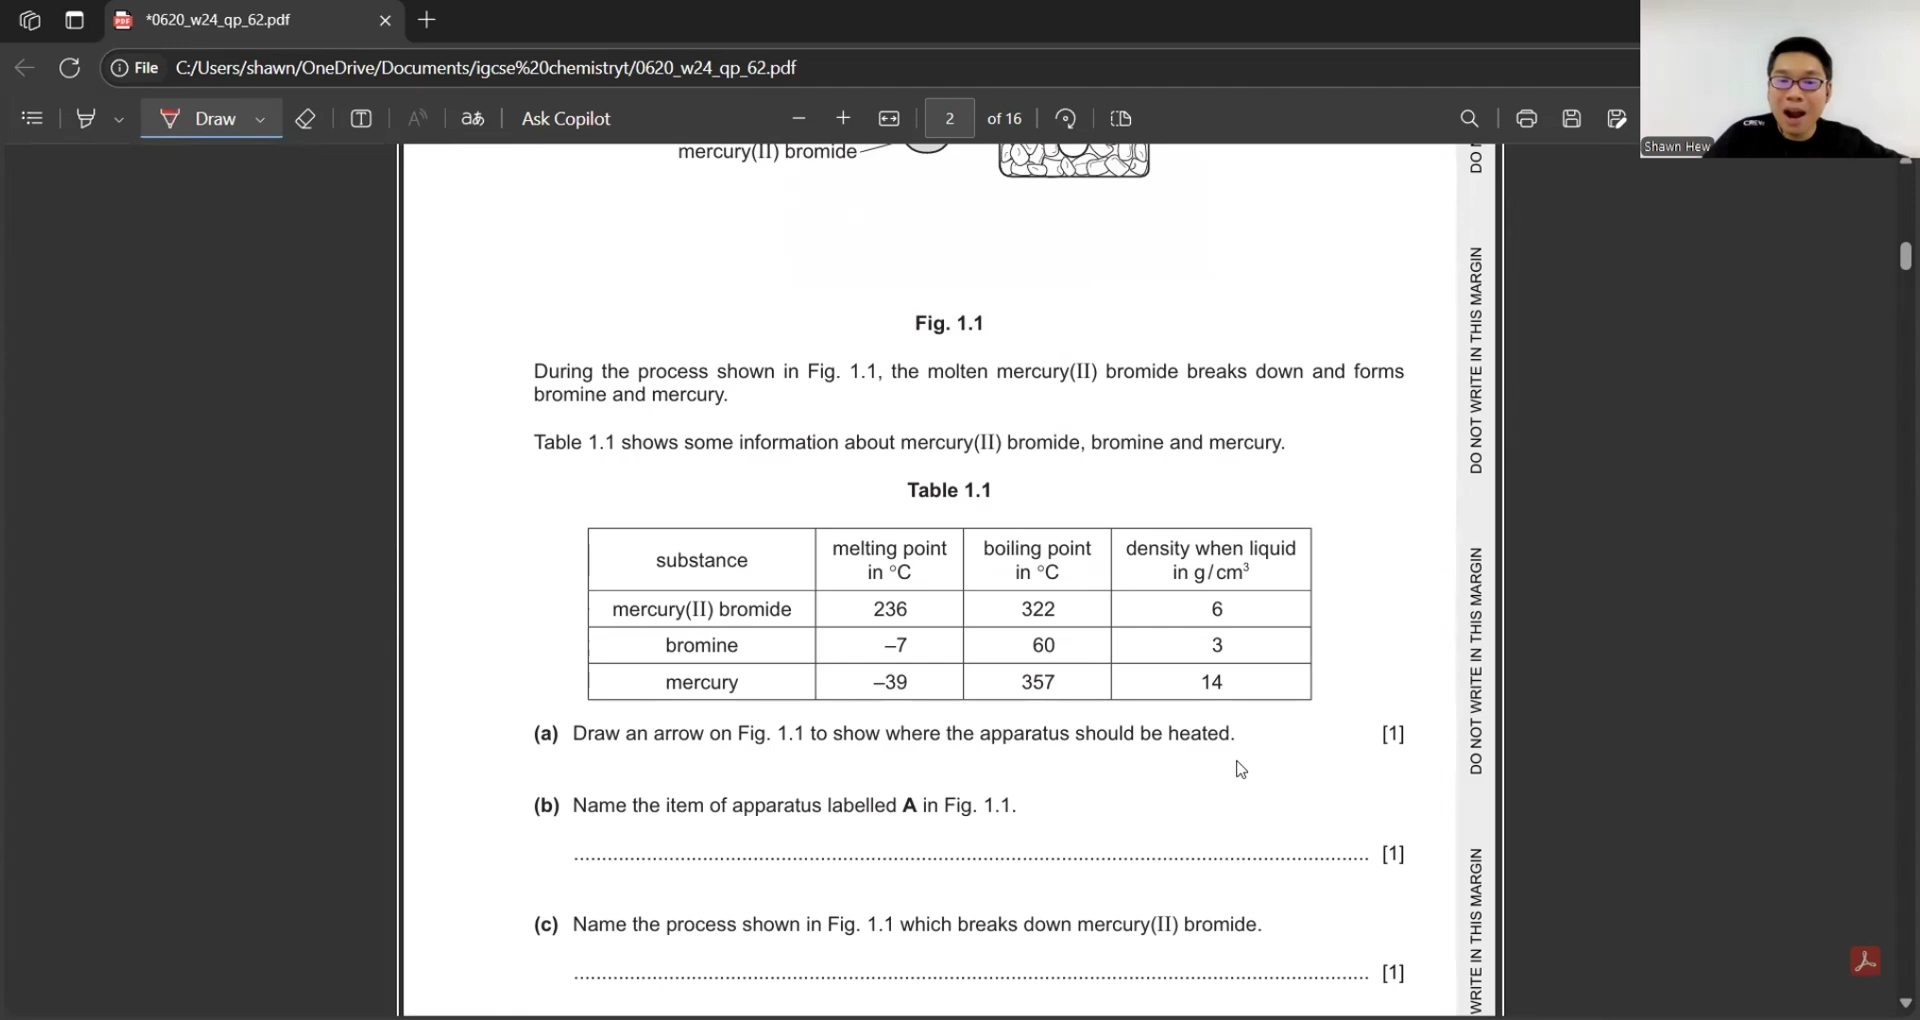 *0620_w24_qp_62.pdf
File C:/Users/shawn/OneDrive/Documents/igcse%20chemistryt/0620_w24_qp_62.pdf
Draw
aあ
Ask Copilot
2 of 16
Shawn Hew
mercury(II) bromide
Fig. 1.1
During the process shown in Fig. 1.1, the molten mercury(II) bromide breaks down and forms
bromine and mercury.
Table 1.1 shows some information about mercury(II) bromide, bromine and mercury.
Table 1.1
substance melting point in °C boiling point in °C density when liquid in g/cm³
mercury(II) bromide 236 322 6
bromine –7 60 3
mercury –39 357 14
(a) Draw an arrow on Fig. 1.1 to show where the apparatus should be heated. [1]
(b) Name the item of apparatus labelled A in Fig. 1.1.
[1]
(c) Name the process shown in Fig. 1.1 which breaks down mercury(II) bromide.
[1]
DO NOT WRITE IN THIS MARGIN
DO NOT WRITE IN THIS MARGIN
WRITE IN THIS MARGIN